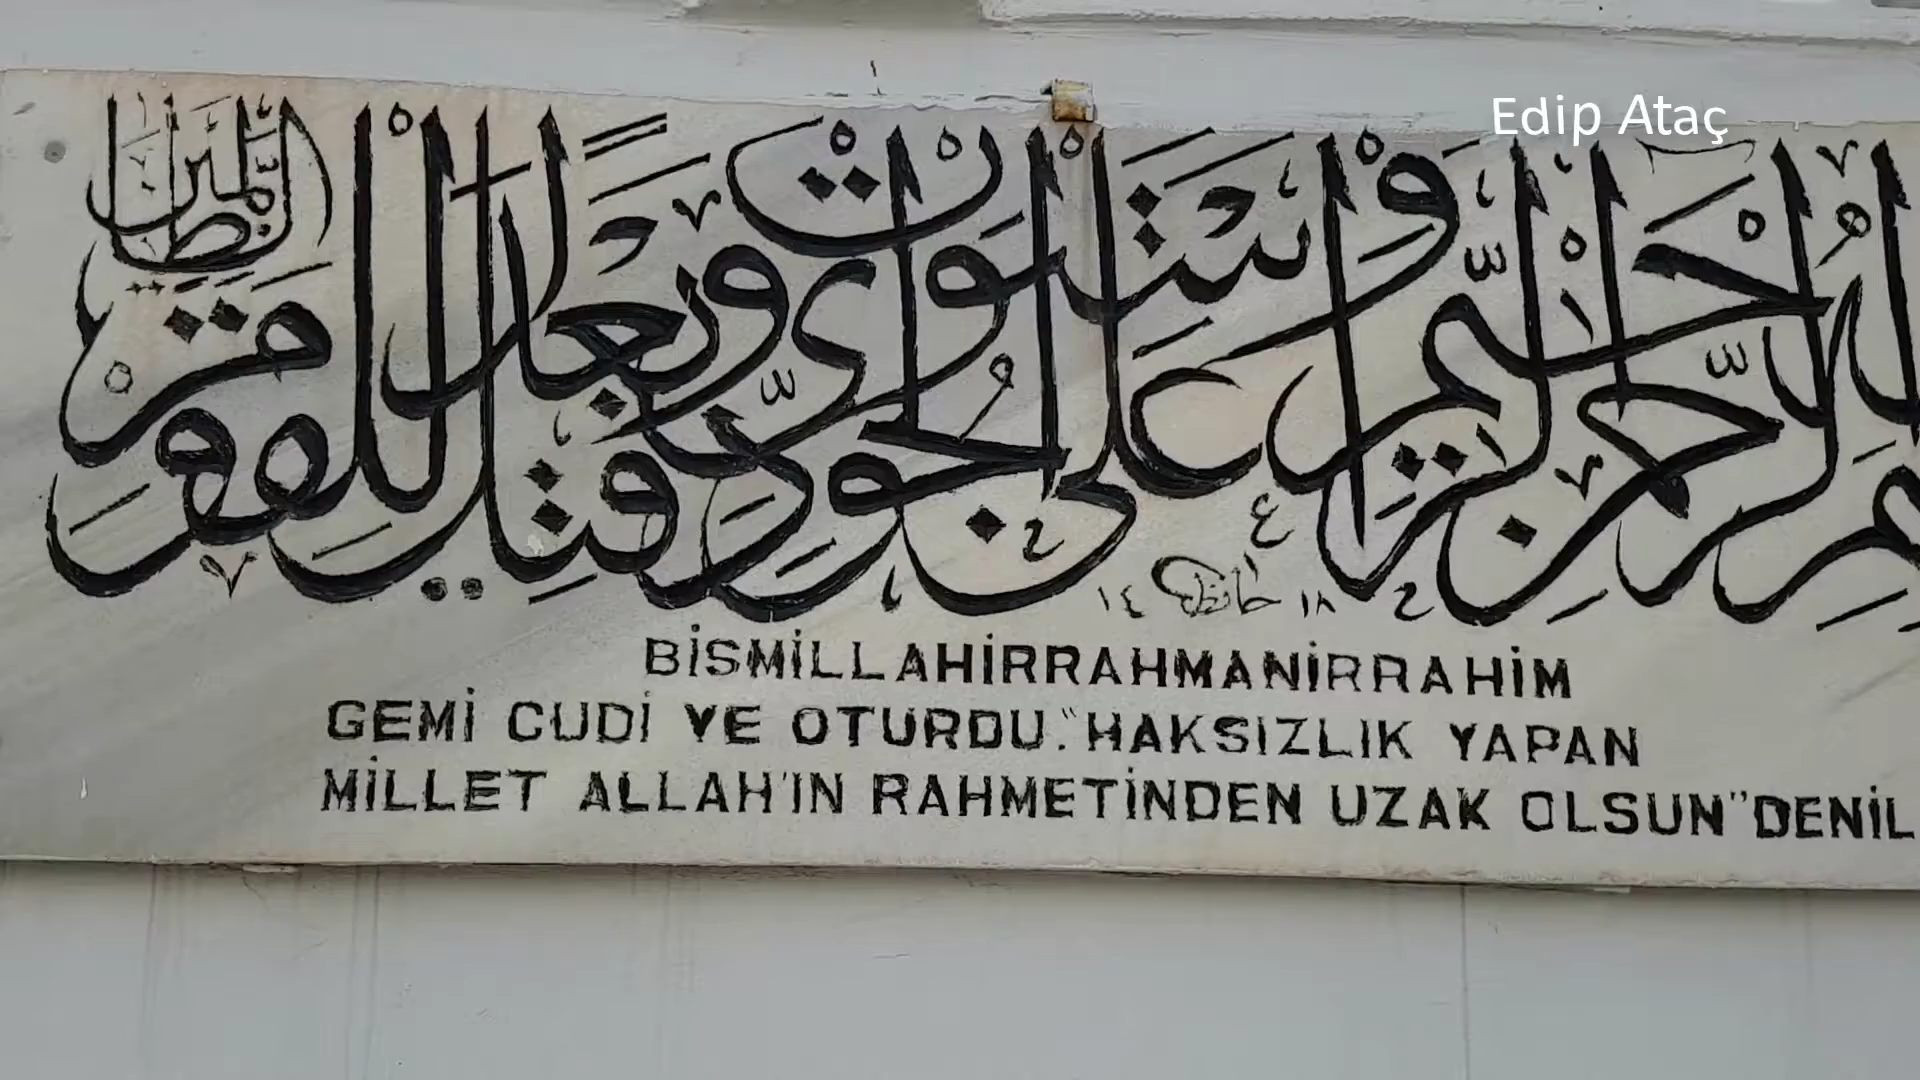 Edip Ataç
الرحمن الرحيم
واستوت على الجودي وقيل بعدا للقوم الظالمين
حافظ
BİSMİLLAHİRRAHMANİRRAHİM
GEMİ CUDİ YE OTURDU."HAKSIZLIK YAPAN
MİLLET ALLAH'IN RAHMETİNDEN UZAK OLSUN"DENİL